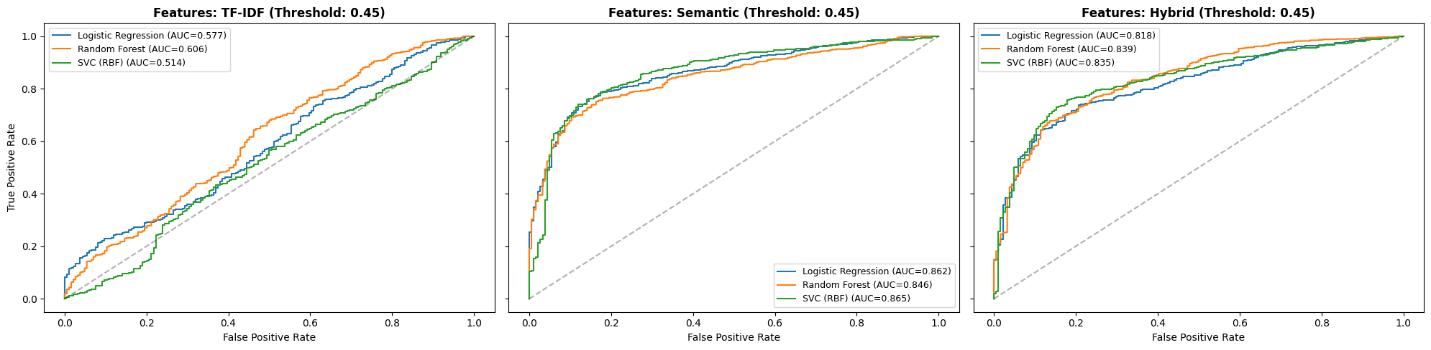 Features: TF-IDF (Threshold: 0.45)
Logistic Regression (AUC=0.577)
Random Forest (AUC=0.606)
SVC (RBF) (AUC=0.514)
True Positive Rate
1.0
0.8
0.6
0.4
0.2
0.0
0.0 0.2 0.4 0.6 0.8 1.0
False Positive Rate
Features: Semantic (Threshold: 0.45)
Logistic Regression (AUC=0.862)
Random Forest (AUC=0.846)
SVC (RBF) (AUC=0.865)
0.0 0.2 0.4 0.6 0.8 1.0
False Positive Rate
Features: Hybrid (Threshold: 0.45)
Logistic Regression (AUC=0.818)
Random Forest (AUC=0.839)
SVC (RBF) (AUC=0.835)
0.0 0.2 0.4 0.6 0.8 1.0
False Positive Rate